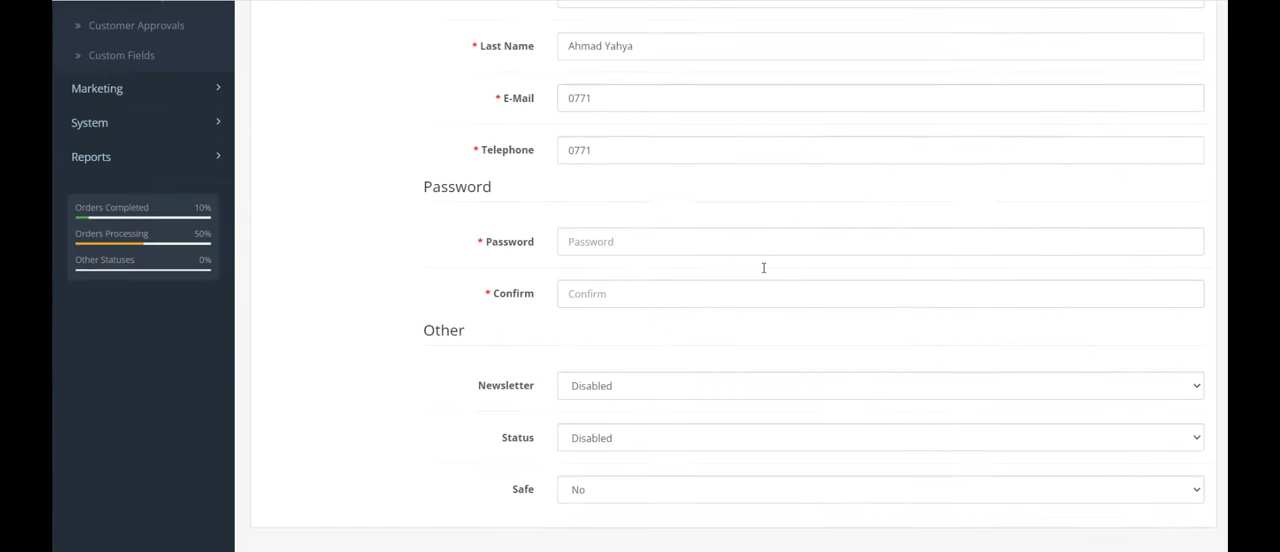 » Customer Approvals
» Custom Fields
Marketing
System
Reports
Orders Completed 10%
Orders Processing 50%
Other Statuses 0%
* Last Name Ahmad Yahya
* E-Mail 0771
* Telephone 0771
Password
* Password Password
* Confirm Confirm
Other
Newsletter Disabled
Status Disabled
Safe No